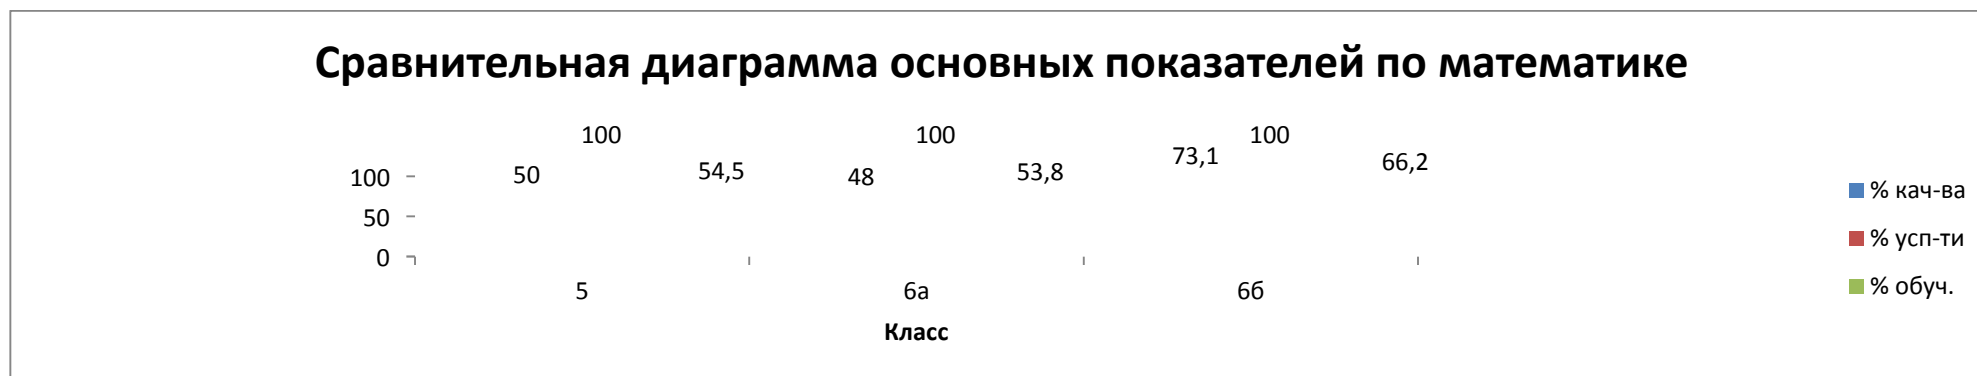 Сравнительная диаграмма основных показателей по математике
100
100
100
50
54,5
48
53,8
73,1
66,2
100
50
0
5
6а
6б
Класс
% кач-ва
% усп-ти
% обуч.